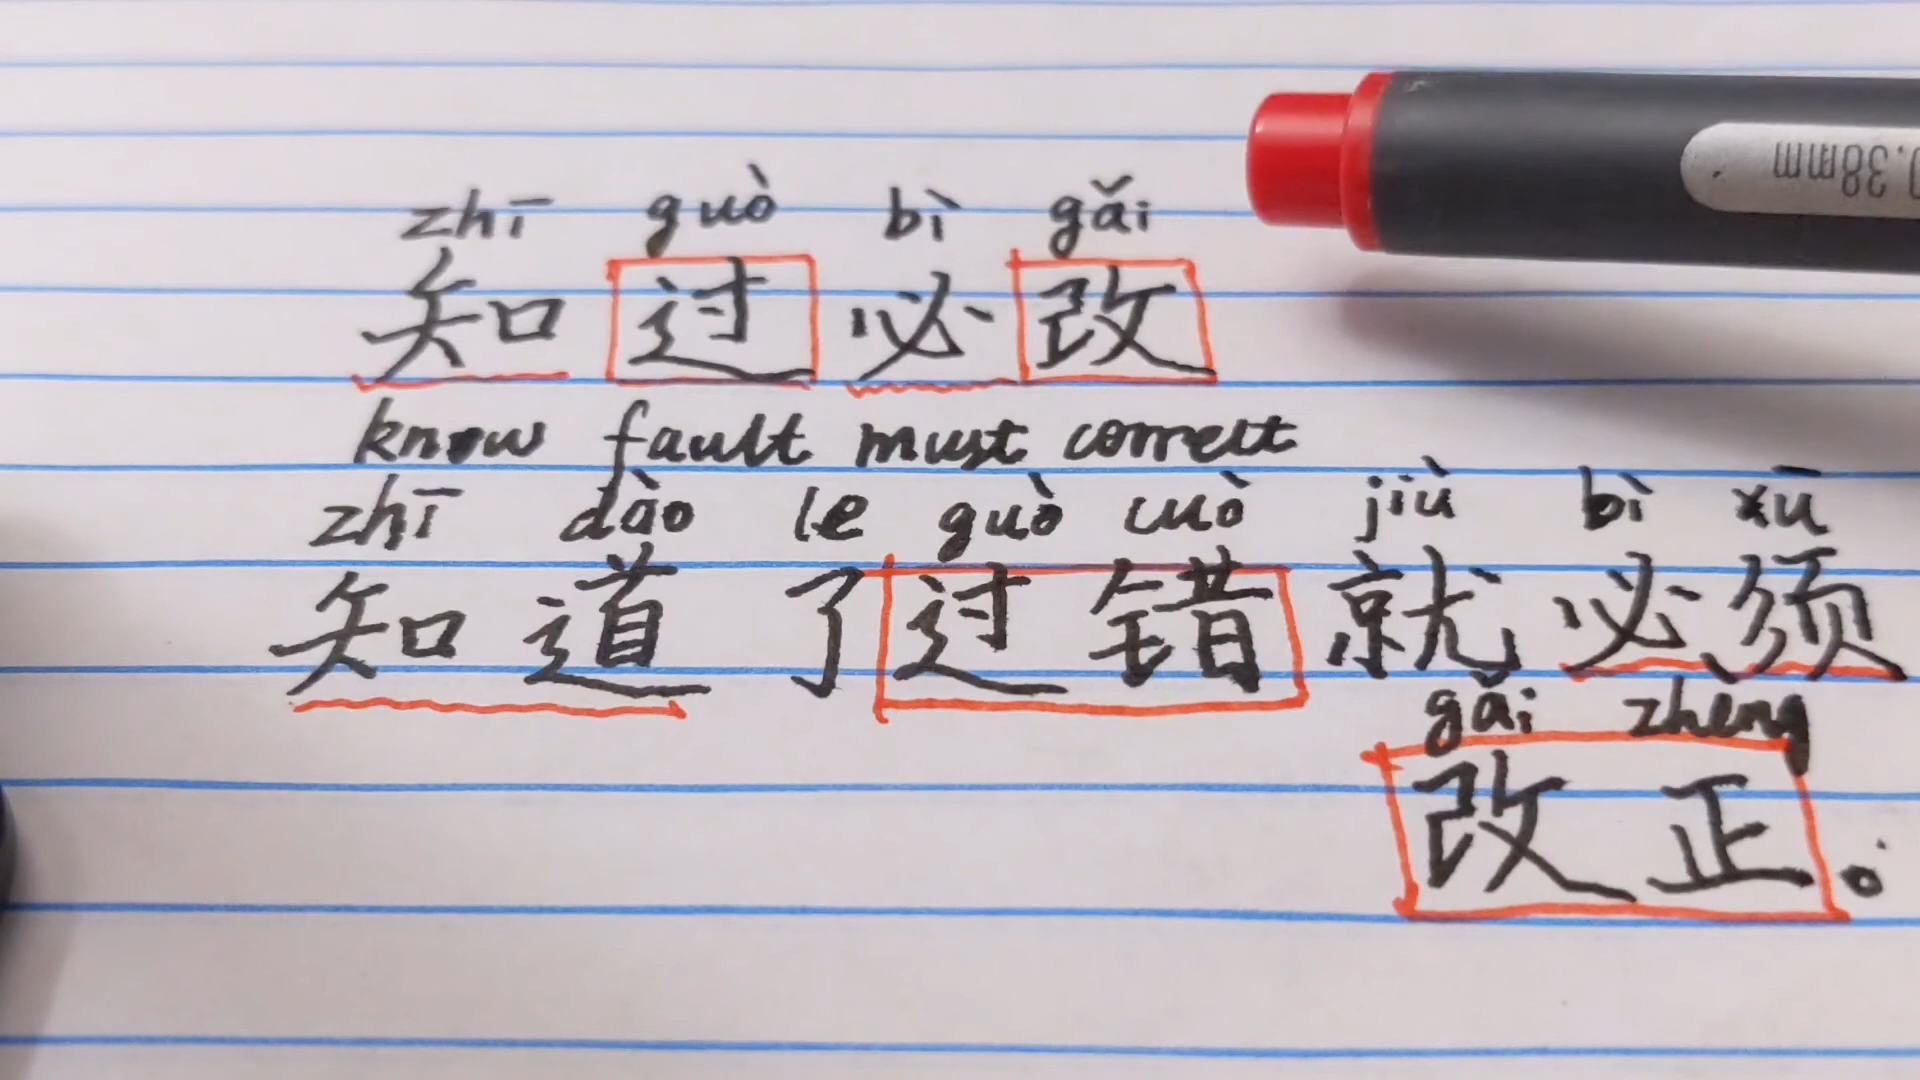 zhī guò bì gǎi
知过必改
know fault must correct
zhī dào le guò cuò jiù bì xū
知道了过错就必须
gǎi zhèng
改正。
0.38mm